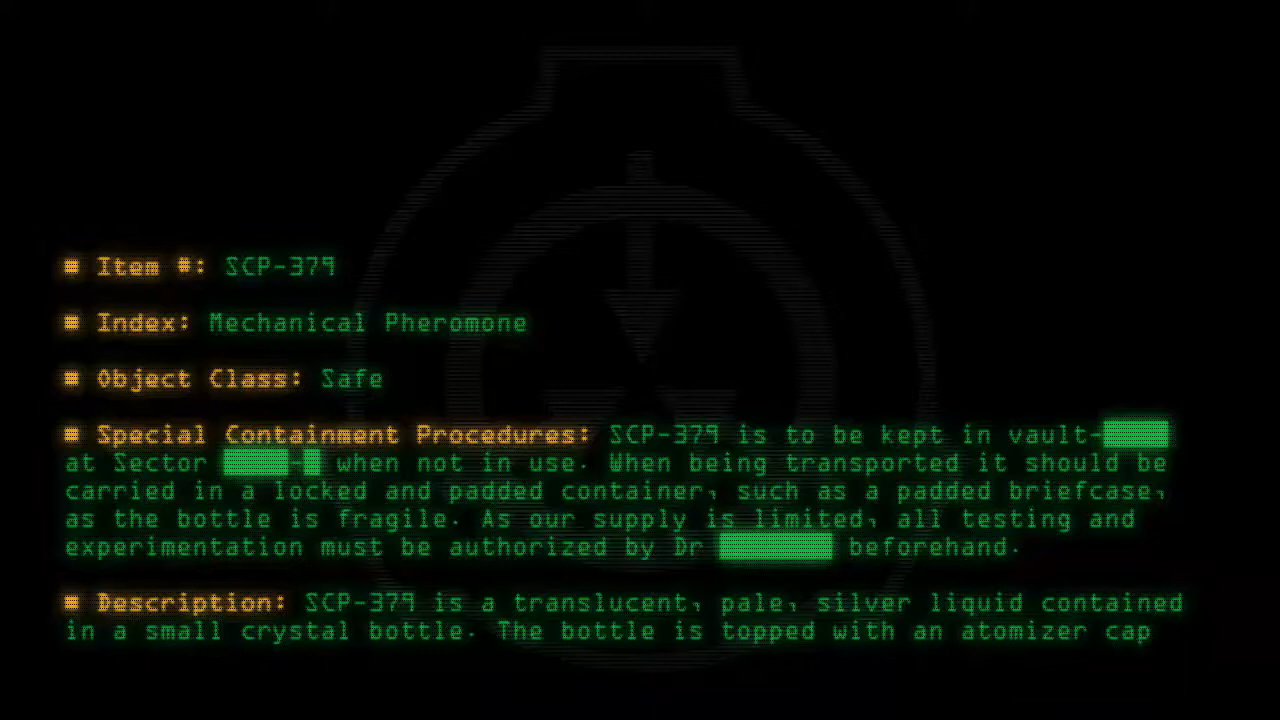 ■ Item #: SCP-379
■ Index: Mechanical Pheromone
■ Object Class: Safe
■ Special Containment Procedures: SCP-379 is to be kept in vault-████
at Sector ████-█ when not in use. When being transported it should be
carried in a locked and padded container, such as a padded briefcase,
as the bottle is fragile. As our supply is limited, all testing and
experimentation must be authorized by Dr ███████ beforehand.
■ Description: SCP-379 is a translucent, pale, silver liquid contained
in a small crystal bottle. The bottle is topped with an atomizer cap